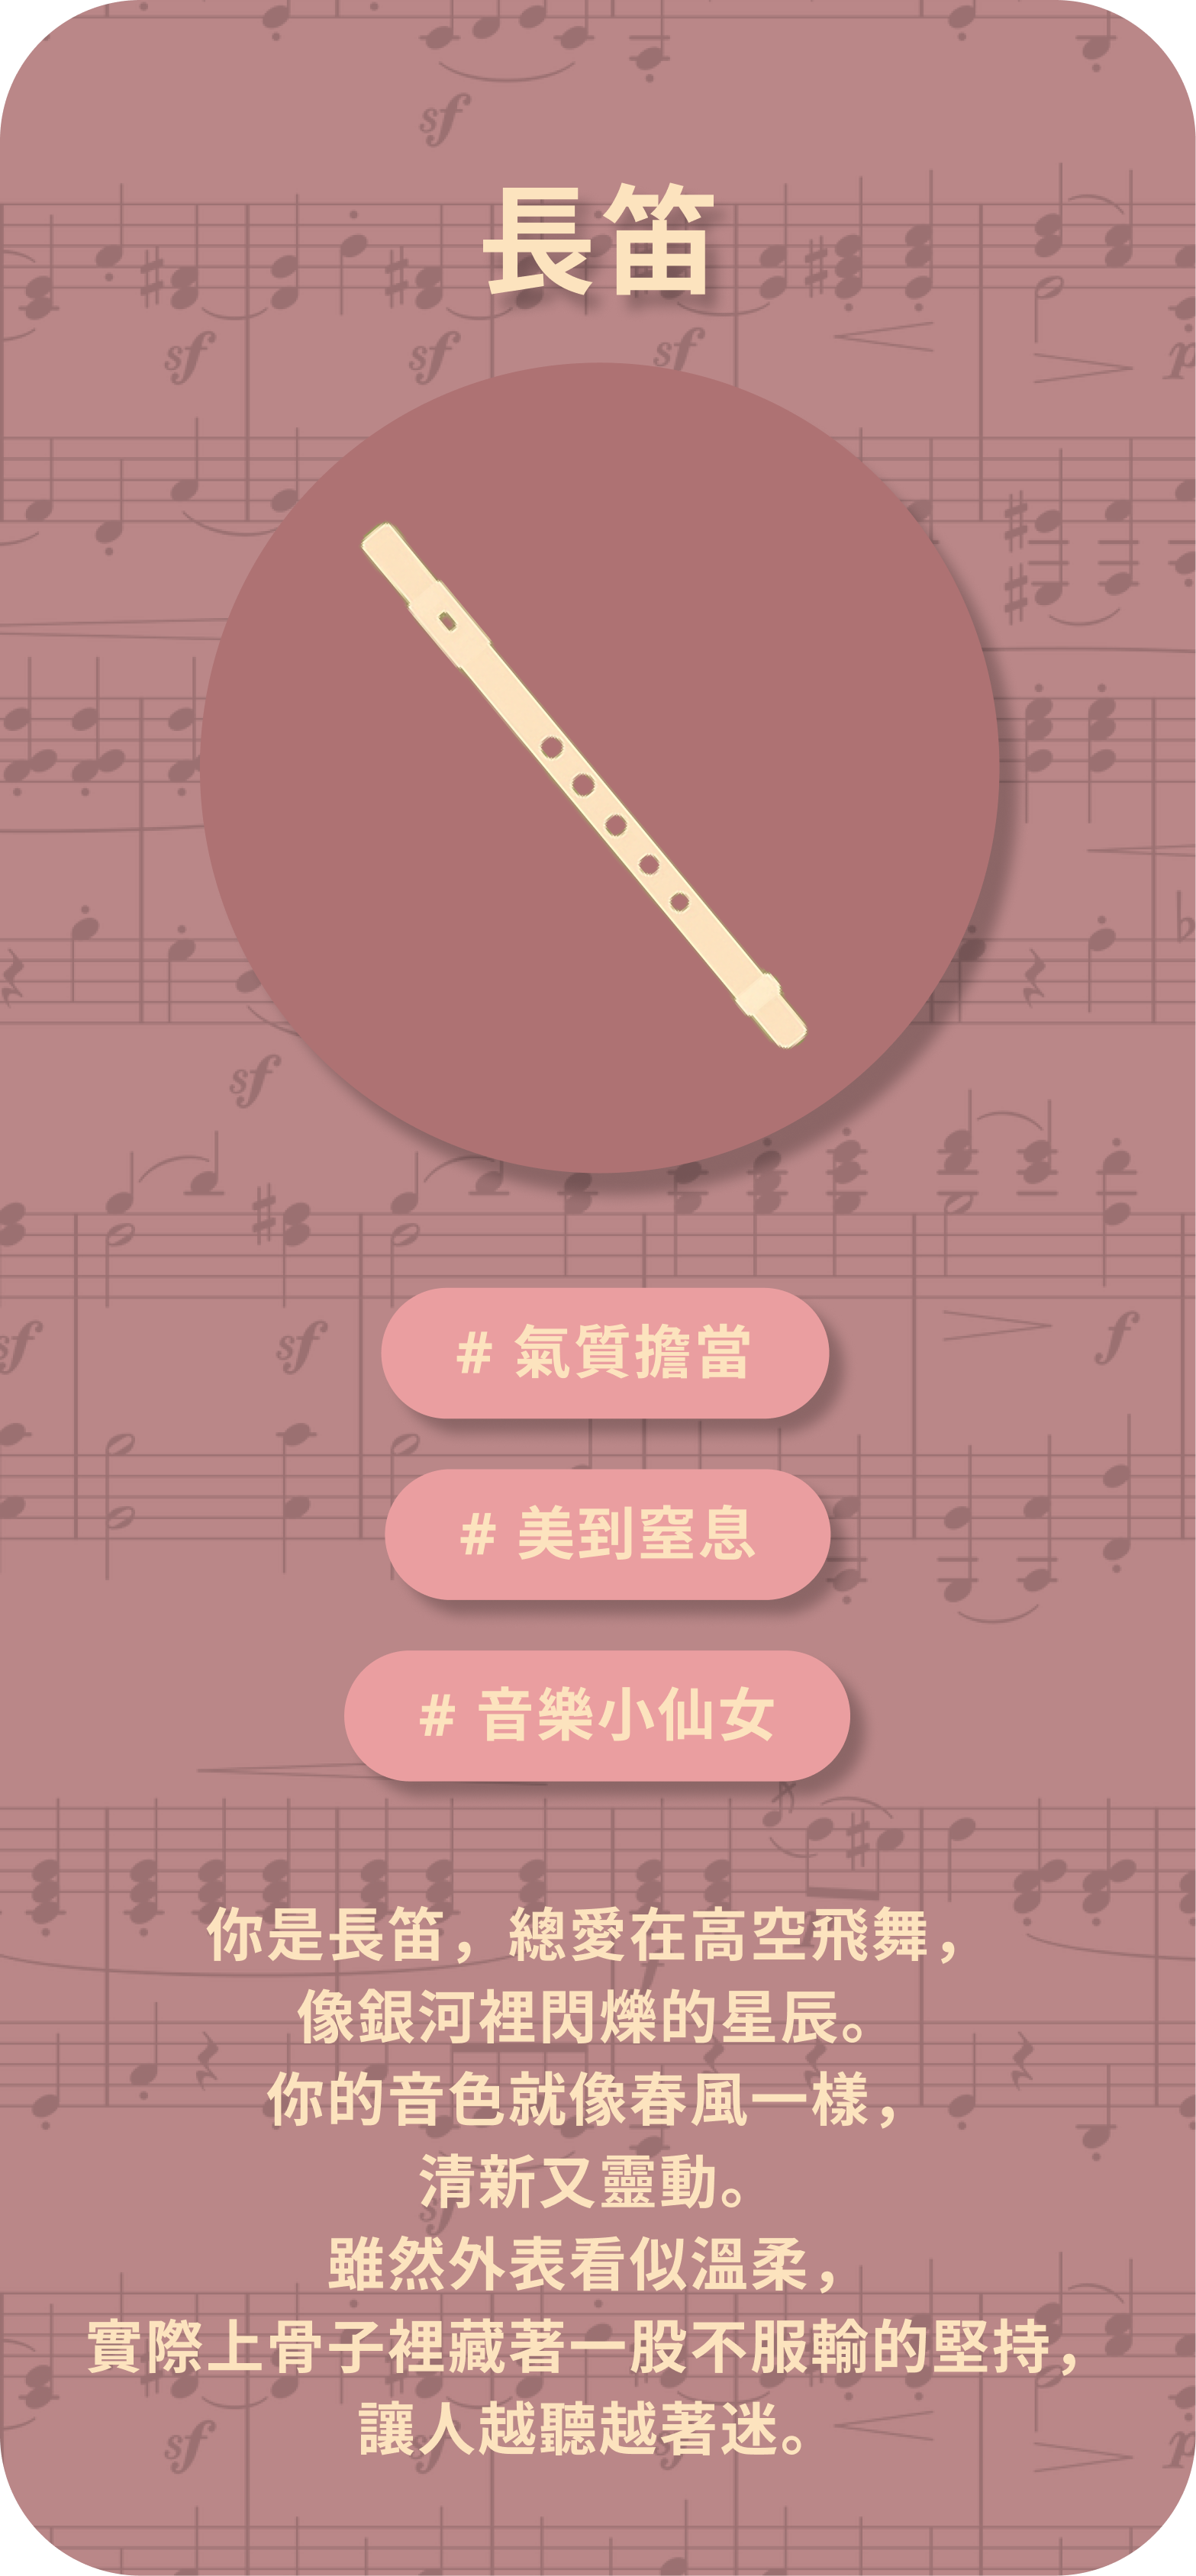 長笛
# 氣質擔當
# 美到窒息
# 音樂小仙女
你是長笛，總愛在高空飛舞，
像銀河裡閃爍的星辰。
你的音色就像春風一樣，
清新又靈動。
雖然外表看似溫柔，
實際上骨子裡藏著一股不服輸的堅持，
讓人越聽越著迷。